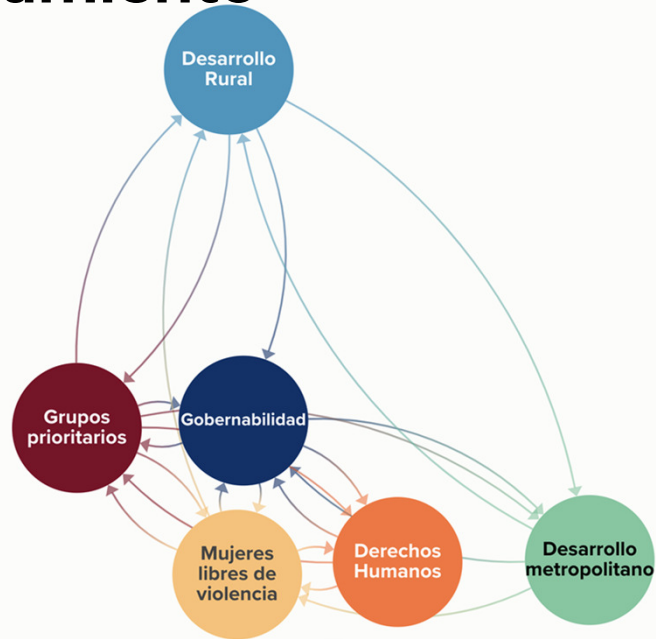 Desarrollo
Rural
Grupos
prioritarios
Gobernabilidad
Mujeres
libres de
violencia
Derechos
Humanos
Desarrollo
metropolitano